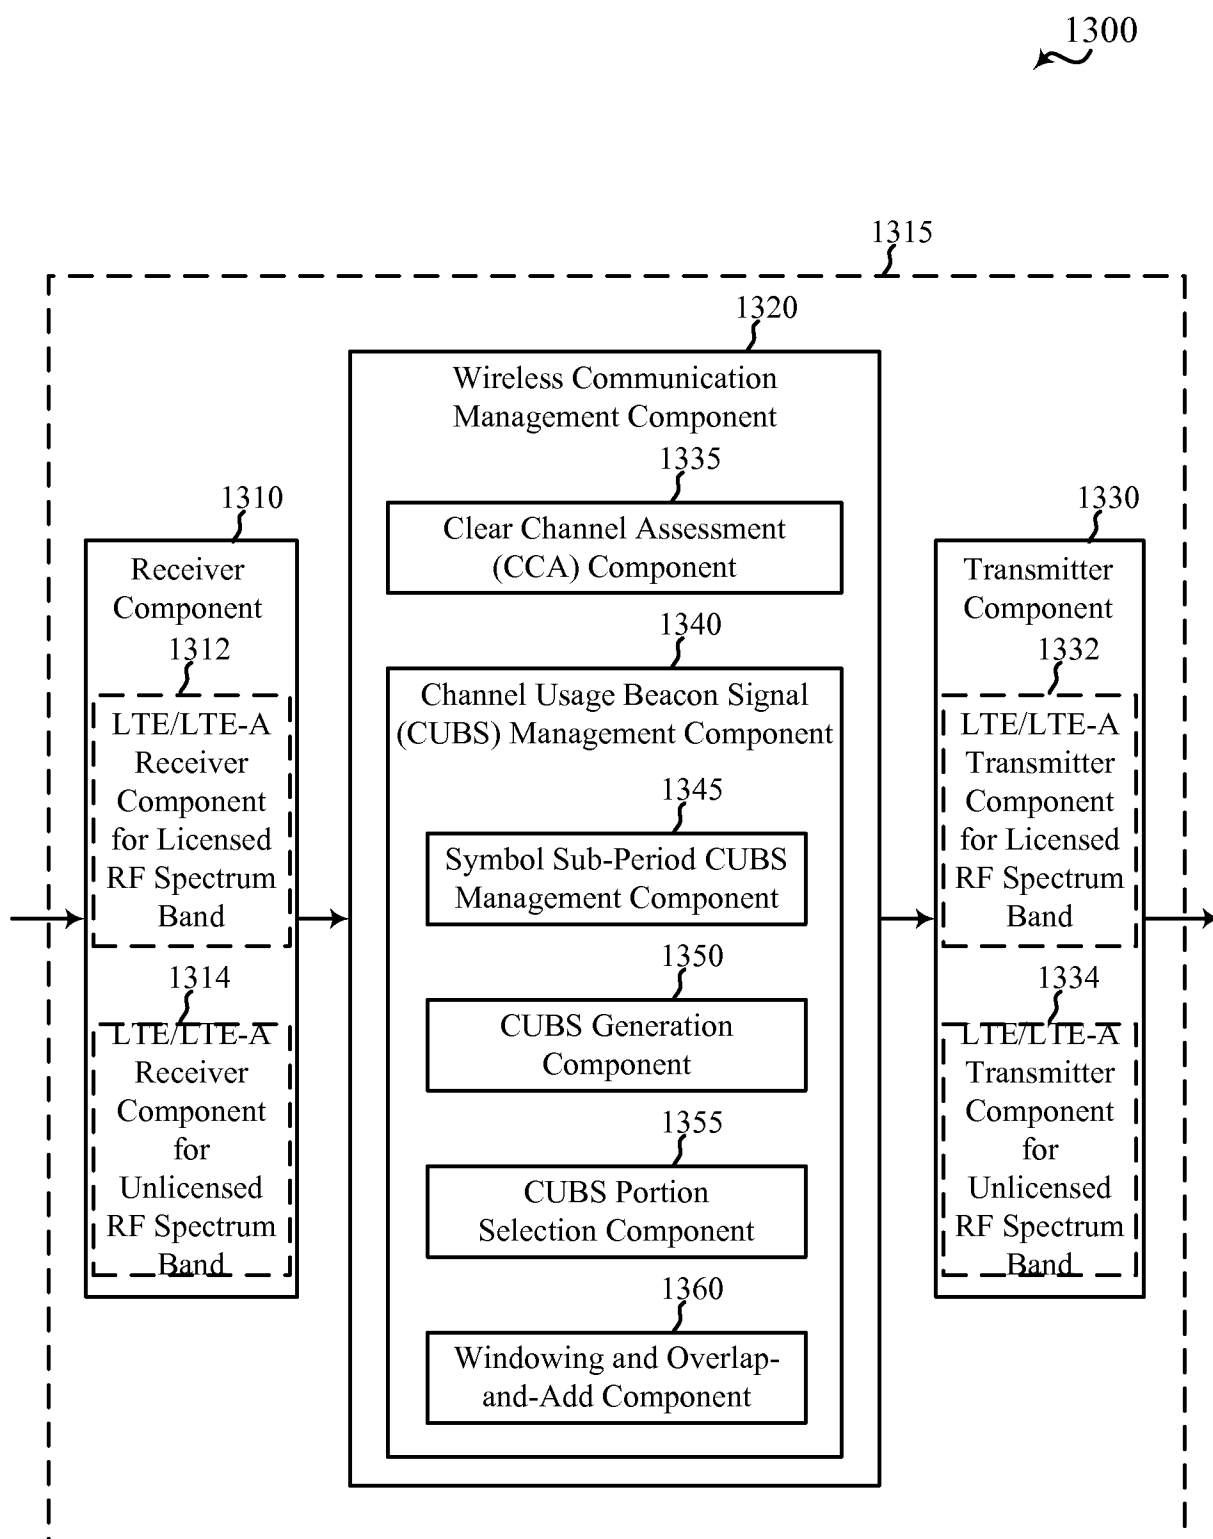 1300
1315
1320
Wireless Communication
Management Component
1335
Clear Channel Assessment
(CCA) Component
1310
Receiver
Component
1312
LTE/LTE-A
Receiver
Component
for Licensed
RF Spectrum
Band
1314
LTE/LTE-A
Receiver
Component
for
Unlicensed
RF Spectrum
Band
1340
Channel Usage Beacon Signal
(CUBS) Management Component
1345
Symbol Sub-Period CUBS
Management Component
1350
CUBS Generation
Component
1355
CUBS Portion
Selection Component
1360
Windowing and Overlap-
and-Add Component
1330
Transmitter
Component
1332
LTE/LTE-A
Transmitter
Component
for Licensed
RF Spectrum
Band
1334
LTE/LTE-A
Transmitter
Component
for
Unlicensed
RF Spectrum
Band